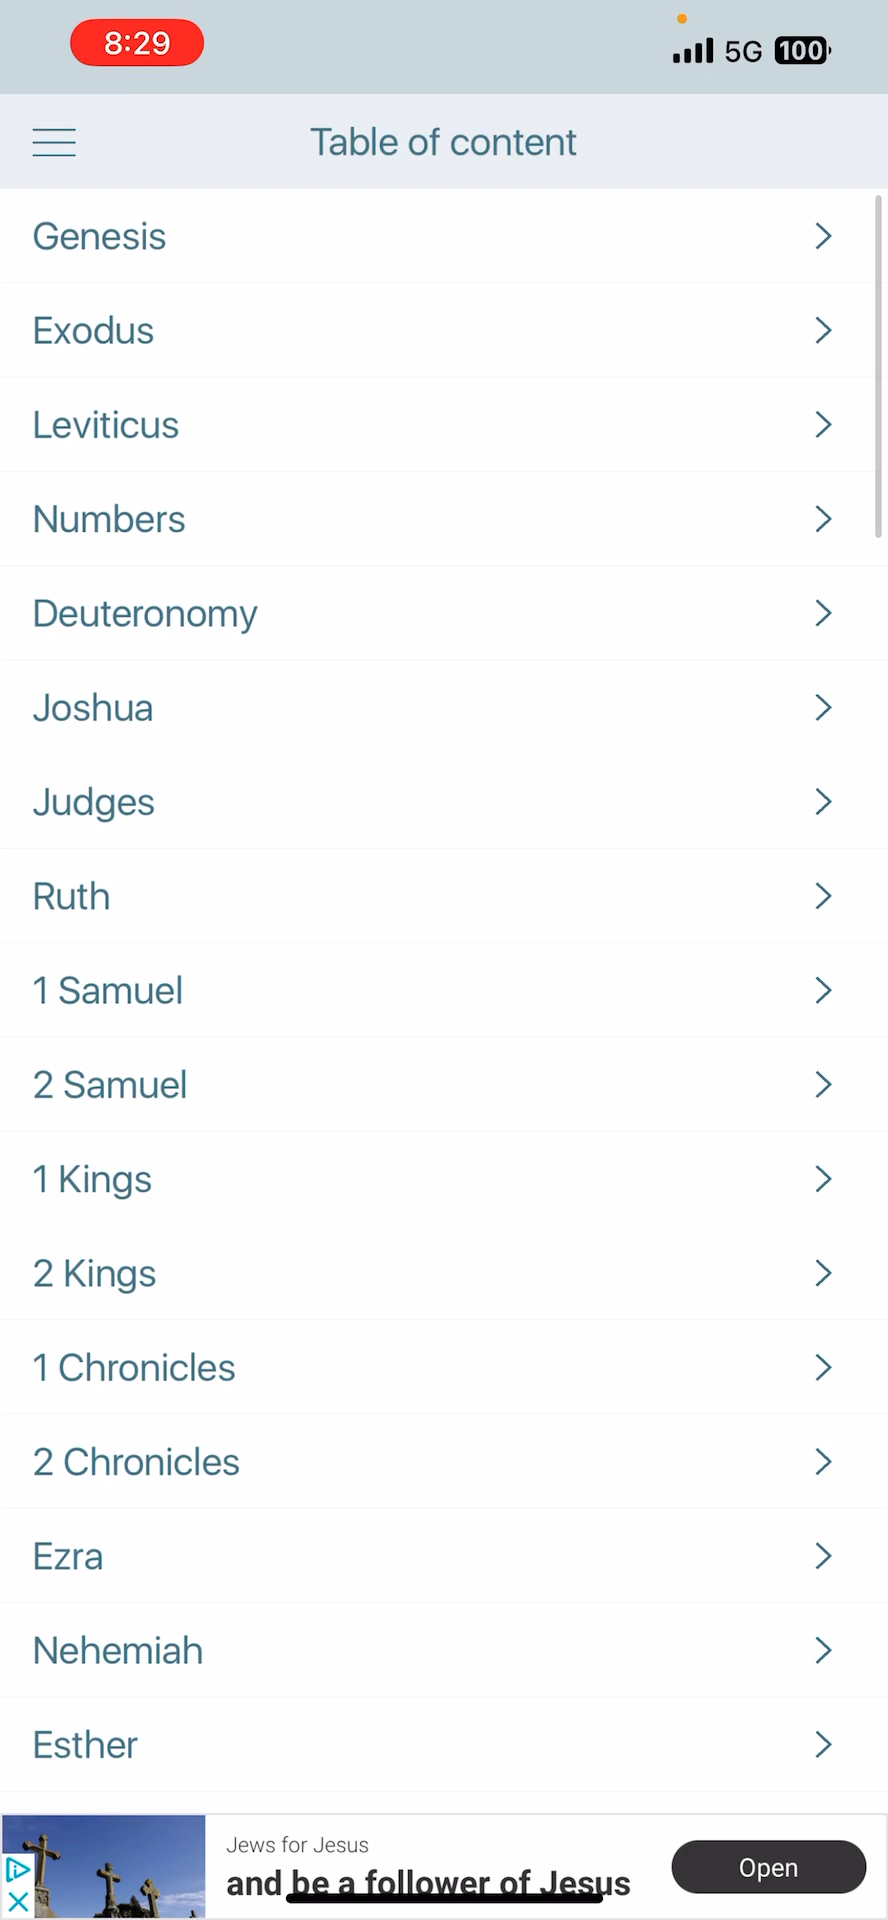 8:29
5G 100
Table of content
Genesis
Exodus
Leviticus
Numbers
Deuteronomy
Joshua
Judges
Ruth
1 Samuel
2 Samuel
1 Kings
2 Kings
1 Chronicles
2 Chronicles
Ezra
Nehemiah
Esther
Jews for Jesus
and be a follower of Jesus
Open